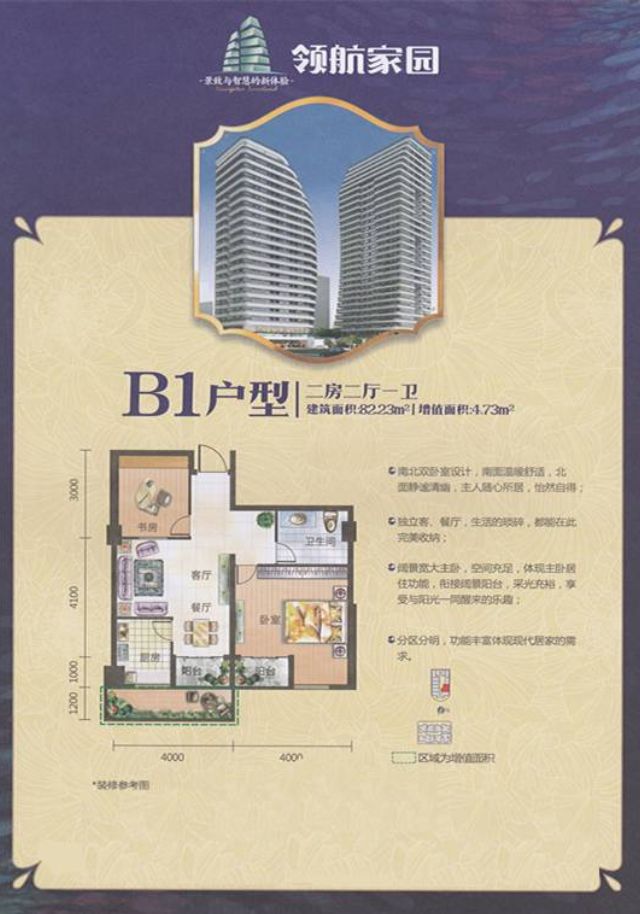 领航家园
·景致与智慧的新体验·
B1户型
二房二厅一卫
建筑面积:82.23m² | 增值面积:4.73m²
南北双卧室设计，南面温暖舒适，北
面静谧清幽，主人随心所居，怡然自得；
独立客、餐厅，生活的琐碎，都能在此
完美收纳；
阔景宽大主卧，空间充足，体现主卧居
住功能，衔接阔景阳台，采光充裕，享
受与阳光一同醒来的乐趣；
分区分明，功能丰富体现现代居家的需
求。
区域为增值面积
3000
4100
1000
1200
书房
卫生间
客厅
餐厅
卧室
厨房
阳台
阳台
4000
400
*装修参考图